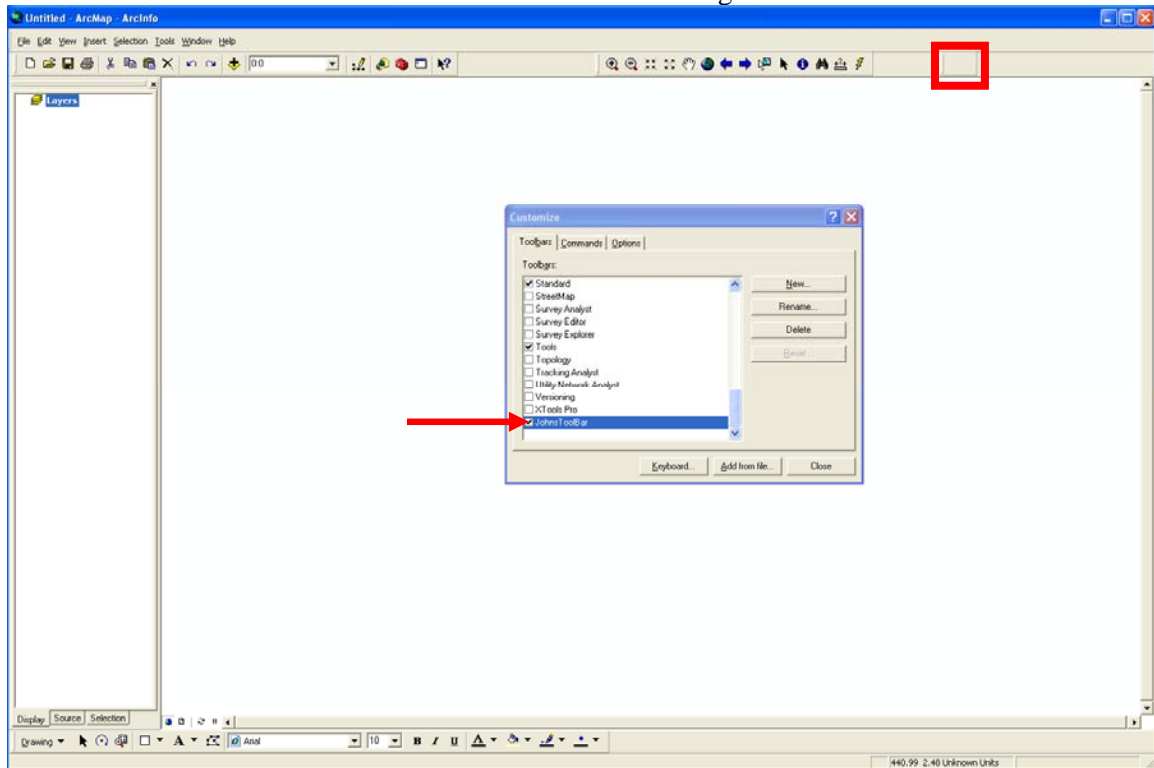 Untitled - ArcMap - ArcInfo
File Edit View Insert Selection Tools Window Help
0:0
Layers
Customize
Toolbars Commands Options
Toolbars:
Standard
StreetMap
Survey Analyst
Survey Editor
Survey Explorer
Tools
Topology
Tracking Analyst
Utility Network Analyst
Versioning
XTools Pro
JohnsToolBar
New...
Rename...
Delete
Reset...
Keyboard... Add from file... Close
Display Source Selection
Drawing A Arial 10 B I U A
440.99 2.48 Unknown Units